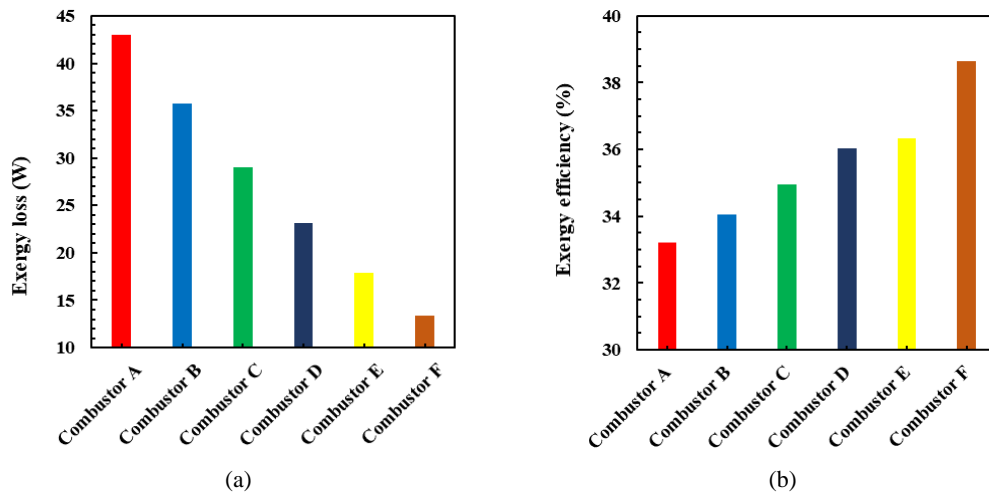 Exergy loss (W)
45
40
35
30
25
20
15
10
Combustor A
Combustor B
Combustor C
Combustor D
Combustor E
Combustor F
(a)
Exergy efficiency (%)
40
38
36
34
32
30
Combustor A
Combustor B
Combustor C
Combustor D
Combustor E
Combustor F
(b)